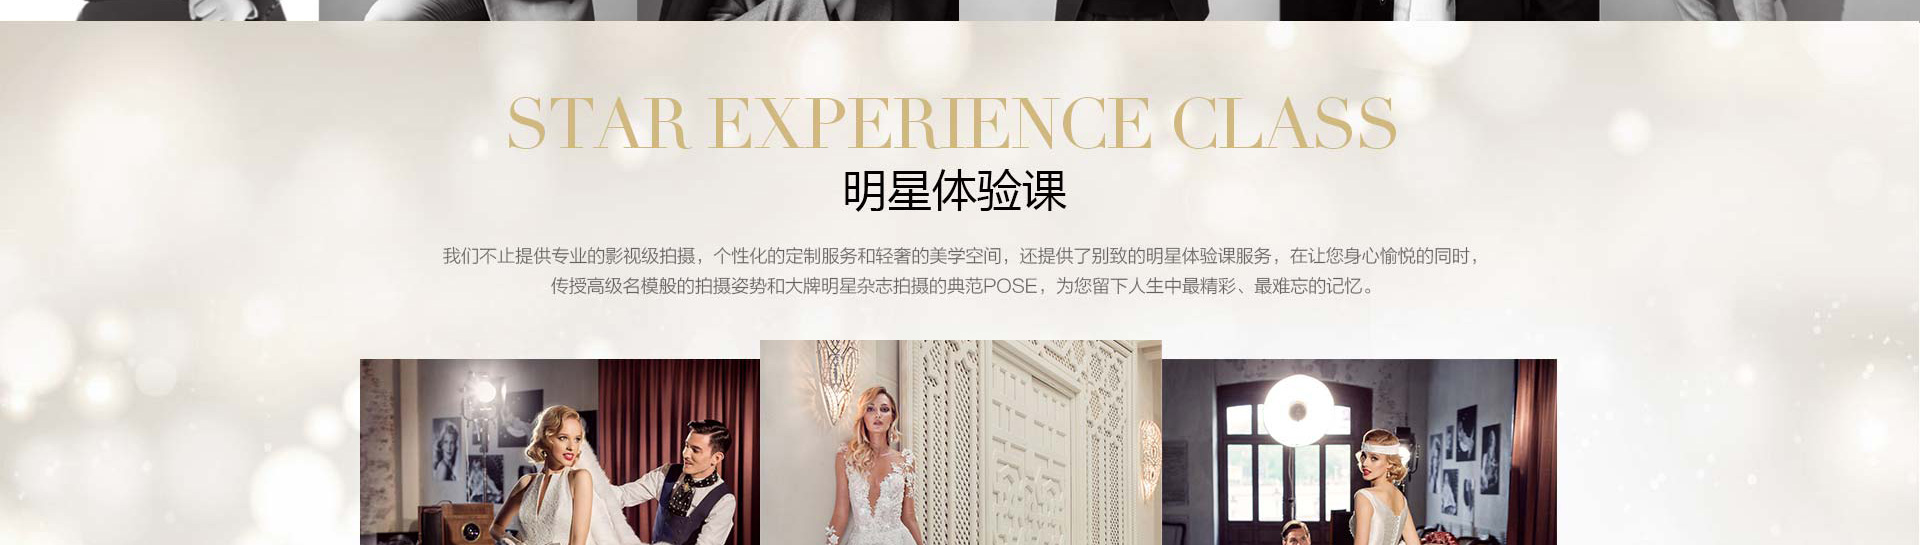 STAR EXPERIENCE CLASS
明星体验课
我们不止提供专业的影视级拍摄，个性化的定制服务和轻奢的美学空间，还提供了别致的明星体验课服务，在让您身心愉悦的同时，
传授高级名模般的拍摄姿势和大牌明星杂志拍摄的典范POSE，为您留下人生中最精彩、最难忘的记忆。